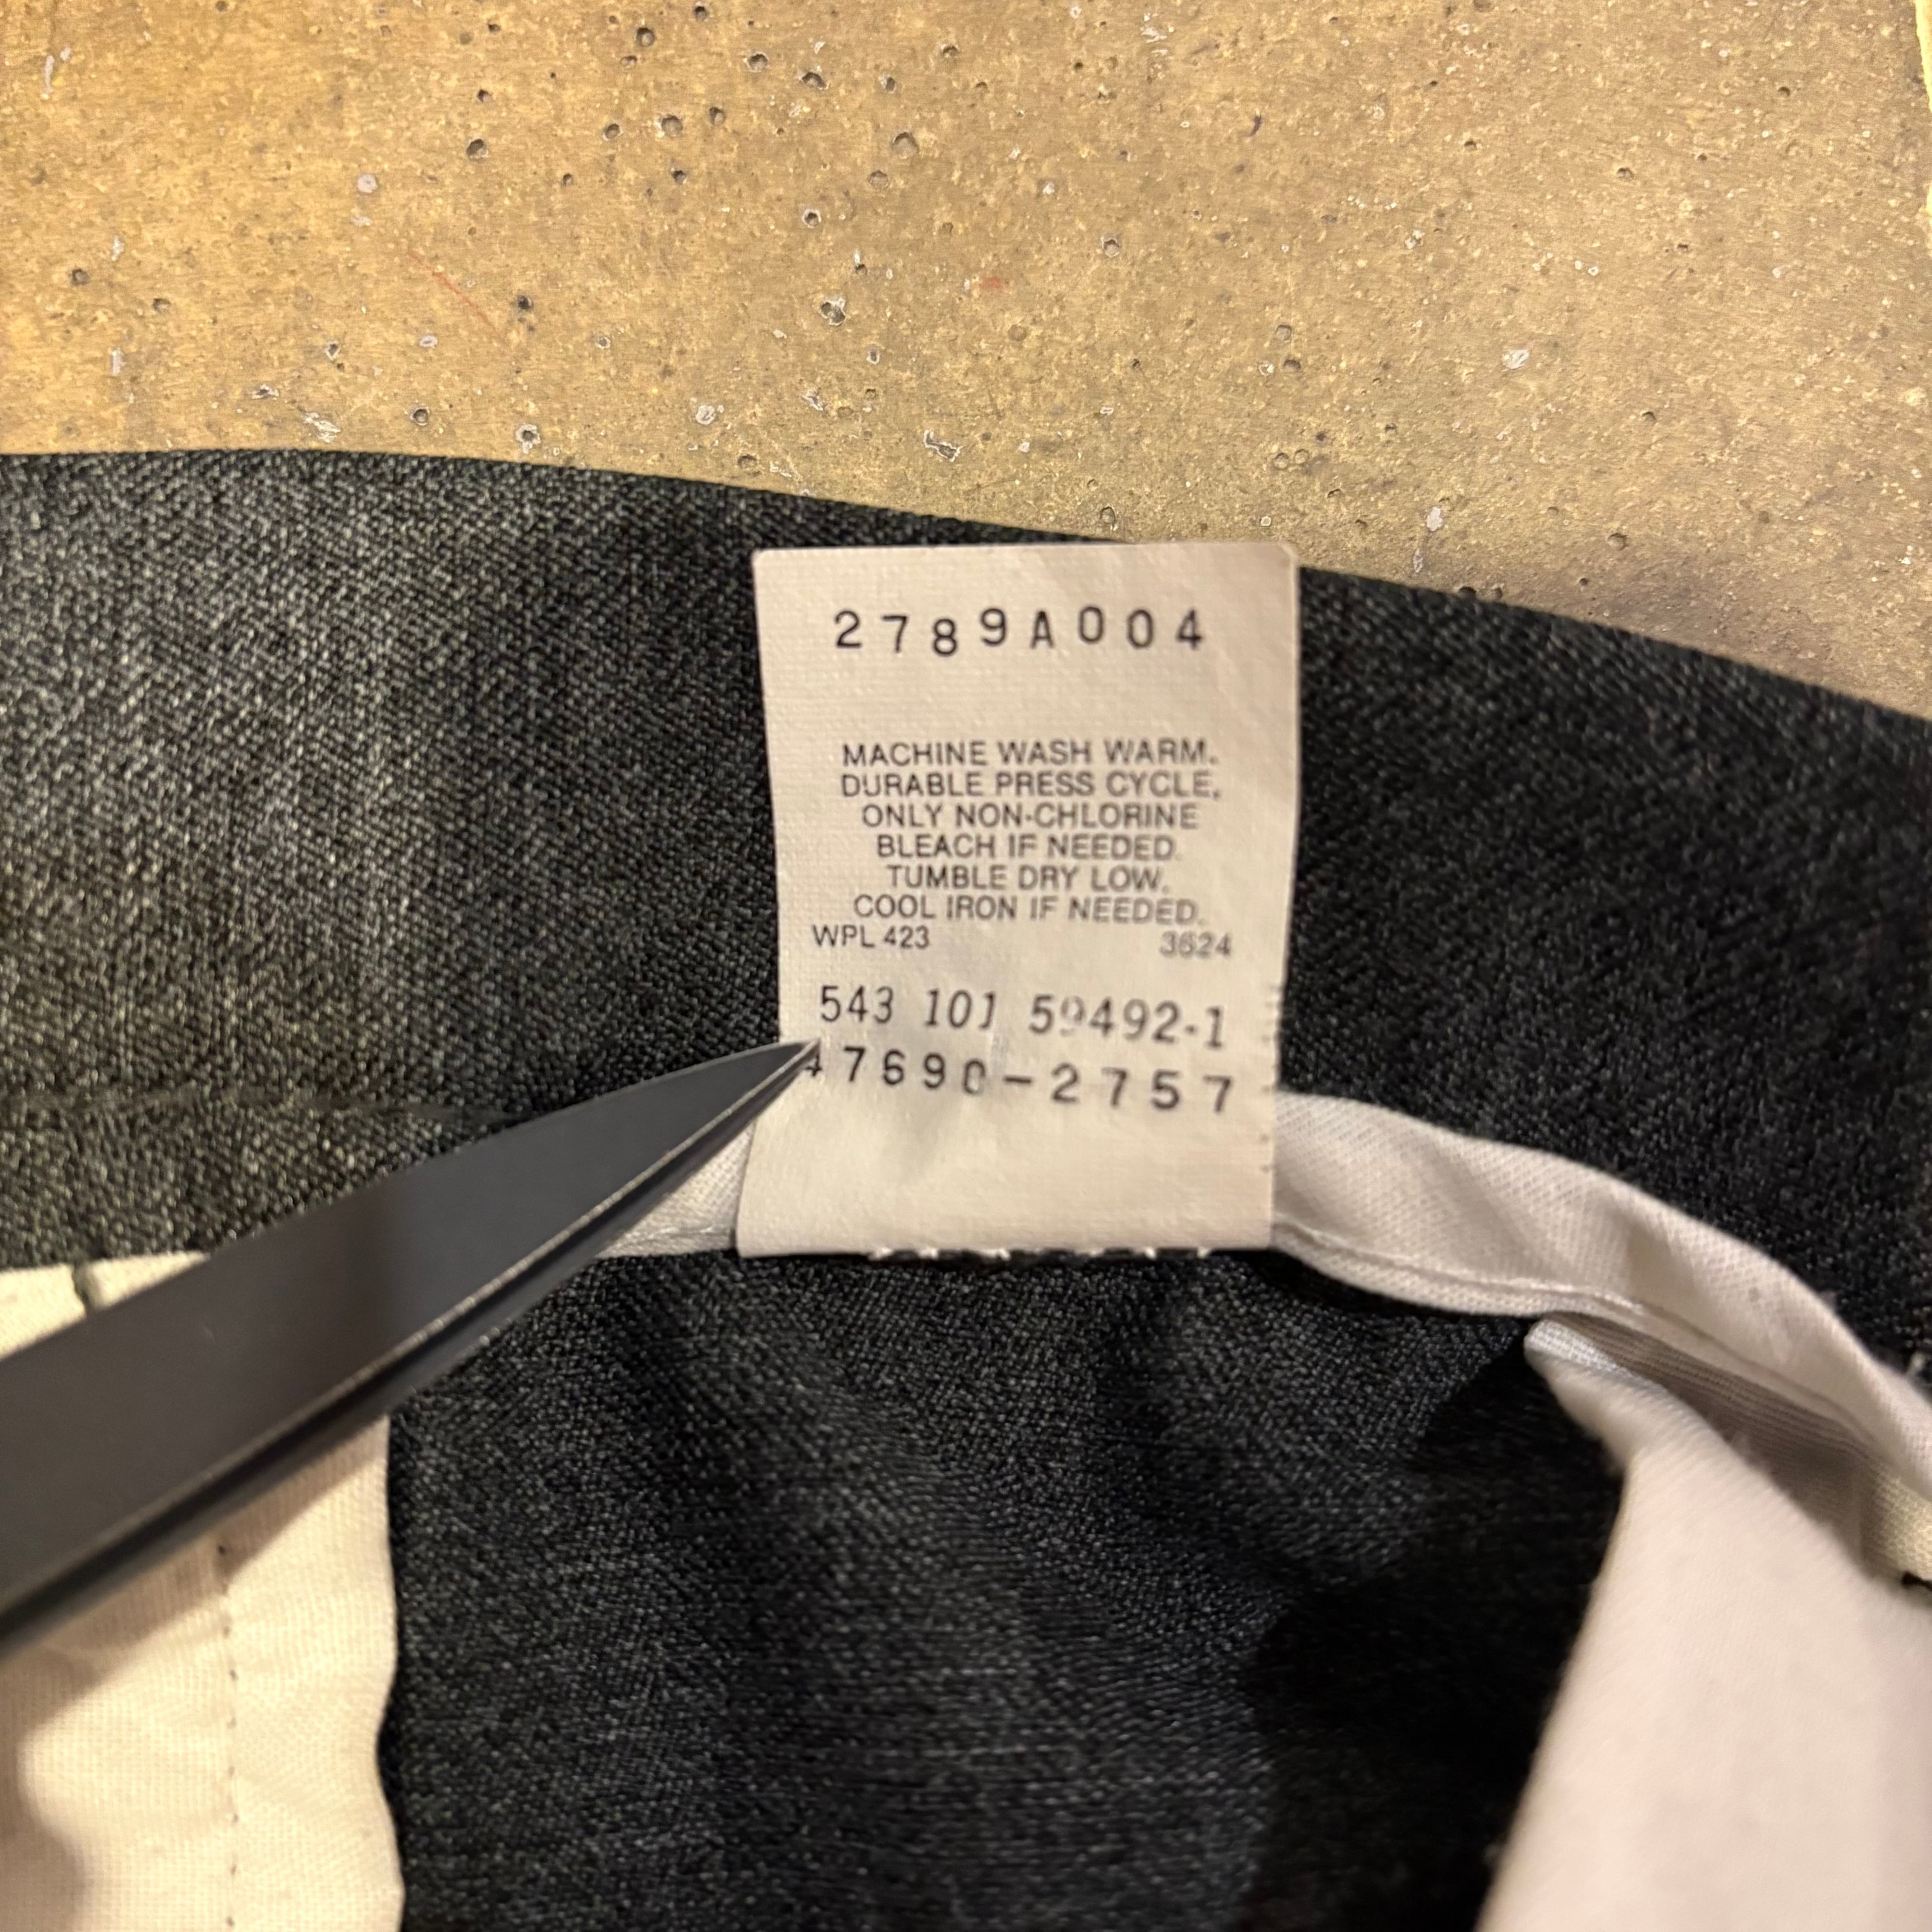 2789A004
MACHINE WASH WARM.
DURABLE PRESS CYCLE.
ONLY NON-CHLORINE
BLEACH IF NEEDED.
TUMBLE DRY LOW.
COOL IRON IF NEEDED.
WPL 423 3624
543 101 59492-1
47690-2757